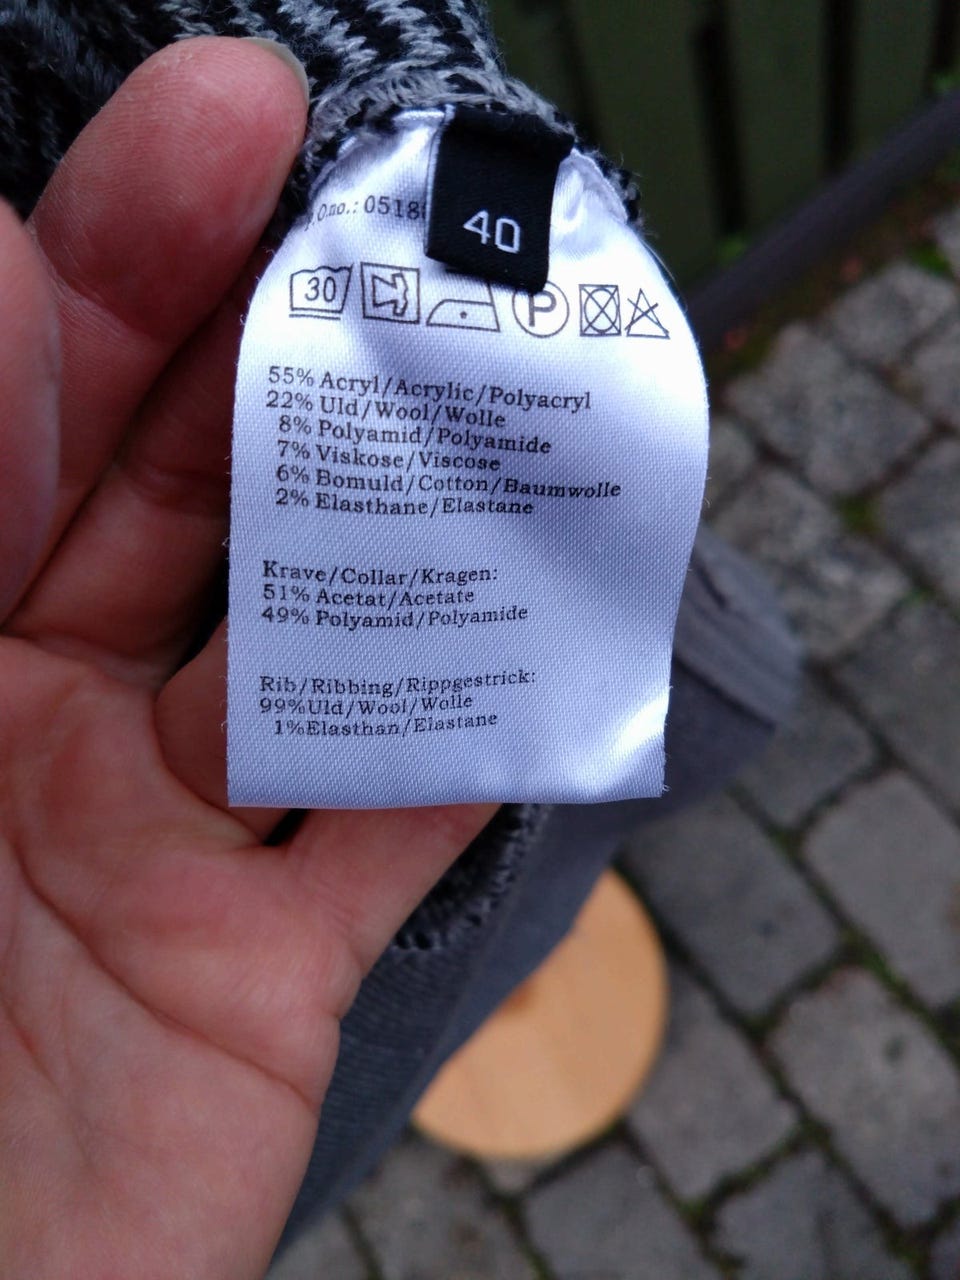 O.no.: 0518
40
30 P
55% Acryl/Acrylic/Polyacryl
22% Uld/Wool/Wolle
8% Polyamid/Polyamide
7% Viskose/Viscose
6% Bomuld/Cotton/Baumwolle
2% Elasthane/Elastane
Krave/Collar/Kragen:
51% Acetat/Acetate
49% Polyamid/Polyamide
Rib/Ribbing/Rippgestrick:
99%Uld/Wool/Wolle
1%Elasthan/Elastane